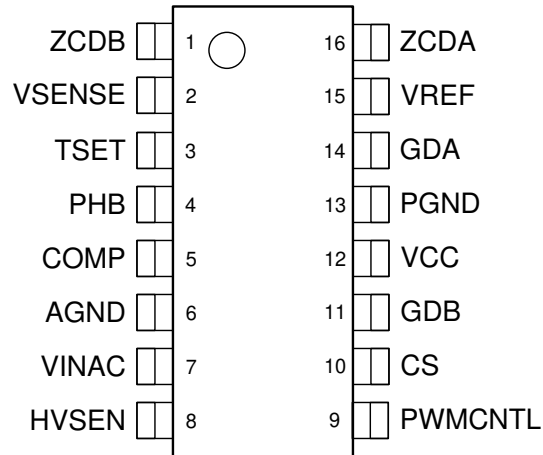 ZCDB 1 16 ZCDA
VSENSE 2 15 VREF
TSET 3 14 GDA
PHB 4 13 PGND
COMP 5 12 VCC
AGND 6 11 GDB
VINAC 7 10 CS
HVSEN 8 9 PWMCNTL